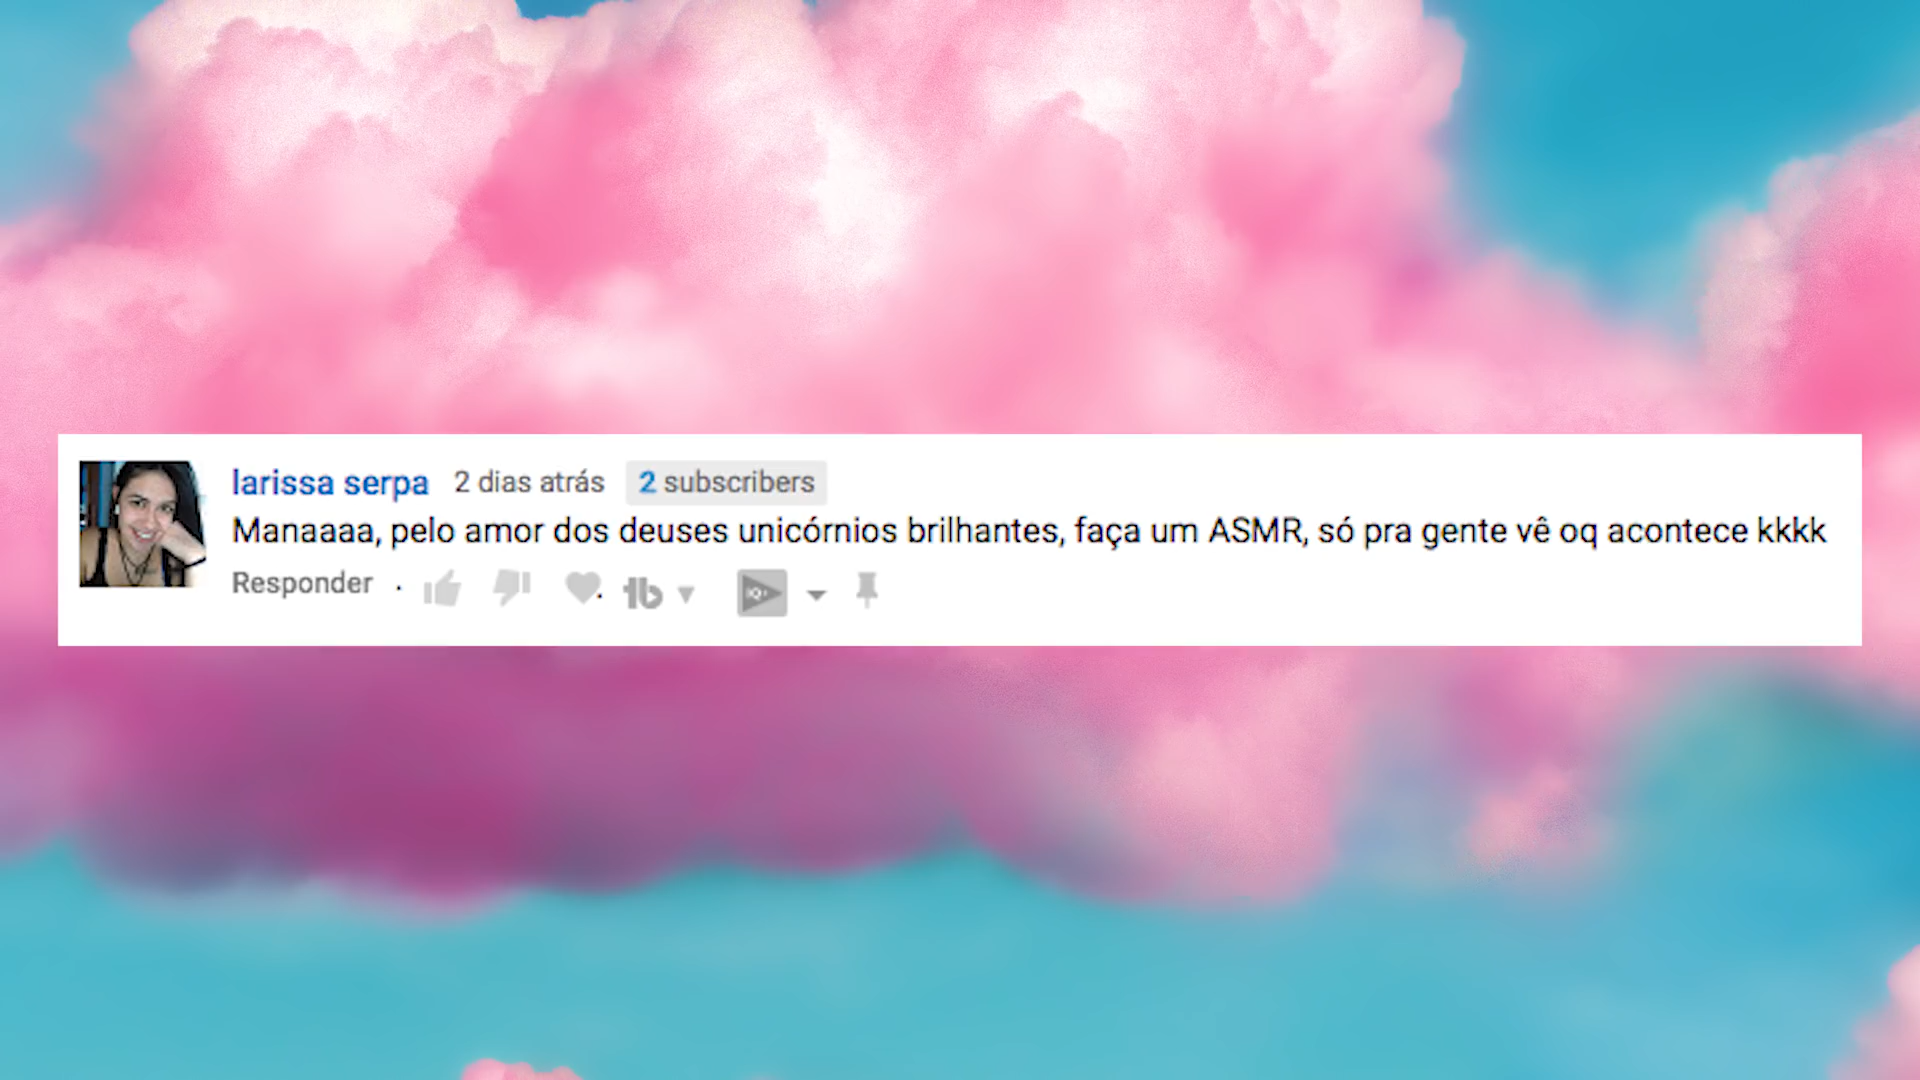 larissa serpa 2 dias atrás 2 subscribers
Manaaaa, pelo amor dos deuses unicórnios brilhantes, faça um ASMR, só pra gente vê oq acontece kkkk
Responder